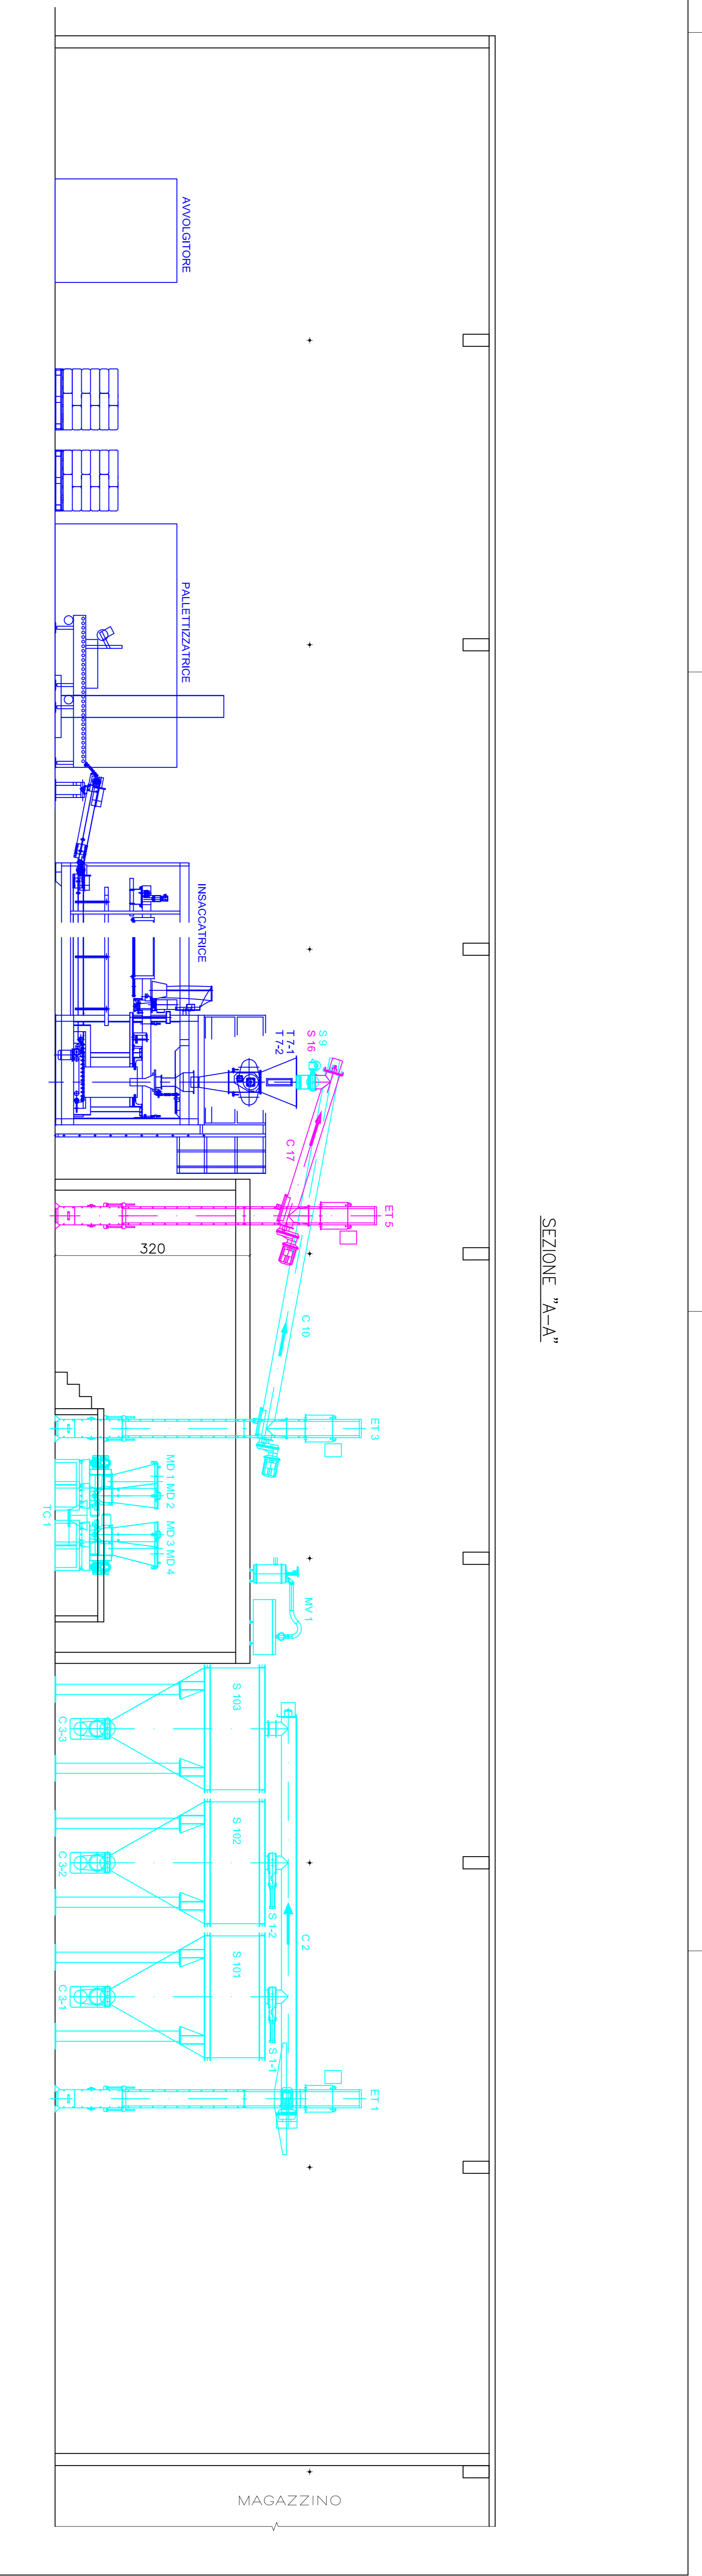 SEZIONE "A-A"
AVVOLGITORE
PALLETTIZZATRICE
INSACCATRICE
S 9
S 16
T 7-1
T 7-2
C 17
ET 5
320
C 10
ET 3
MD 1 MD 2
MD 3 MD 4
TC 1
MV 1
S 103
C 3-3
S 102
C 3-2
S 1-2
C 2
S 101
C 3-1
S 1-1
ET 1
MAGAZZINO